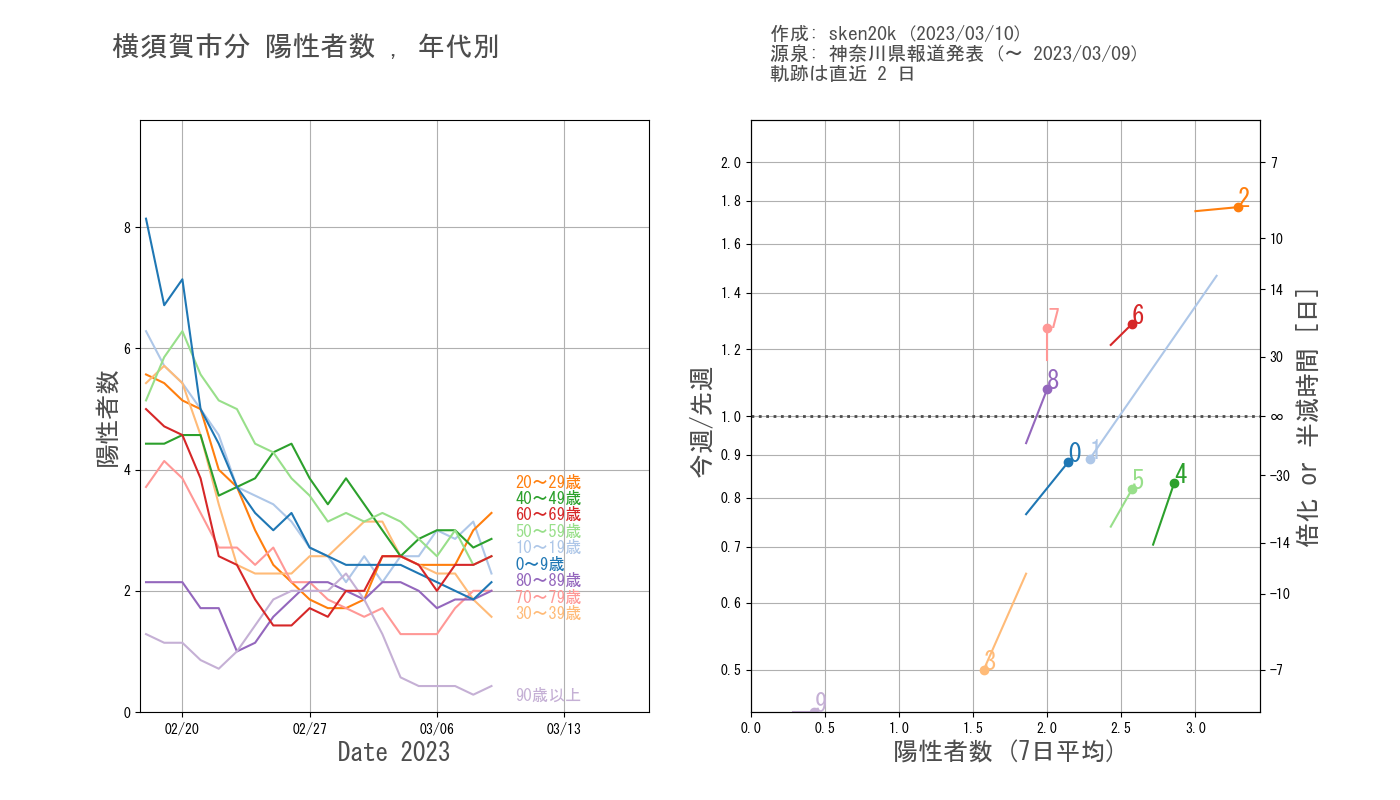 横須賀市分 陽性者数 , 年代別
作成: sken20k (2023/03/10)
源泉: 神奈川県報道発表 (〜 2023/03/09)
軌跡は直近 2 日
陽性者数
8
6
4
2
0
02/20
02/27
03/06
03/13
Date 2023
20〜29歳
40〜49歳
60〜69歳
50〜59歳
10〜19歳
0〜9歳
80〜89歳
70〜79歳
30〜39歳
90歳以上
今週/先週
2.0
1.8
1.6
1.4
1.2
1.0
0.9
0.8
0.7
0.6
0.5
0.0
0.5
1.0
1.5
2.0
2.5
3.0
陽性者数 (7日平均)
2
7
6
8
0
1
5
4
3
9
7
10
14
30
∞
-30
-14
-10
-7
倍化 or 半減時間 [日]